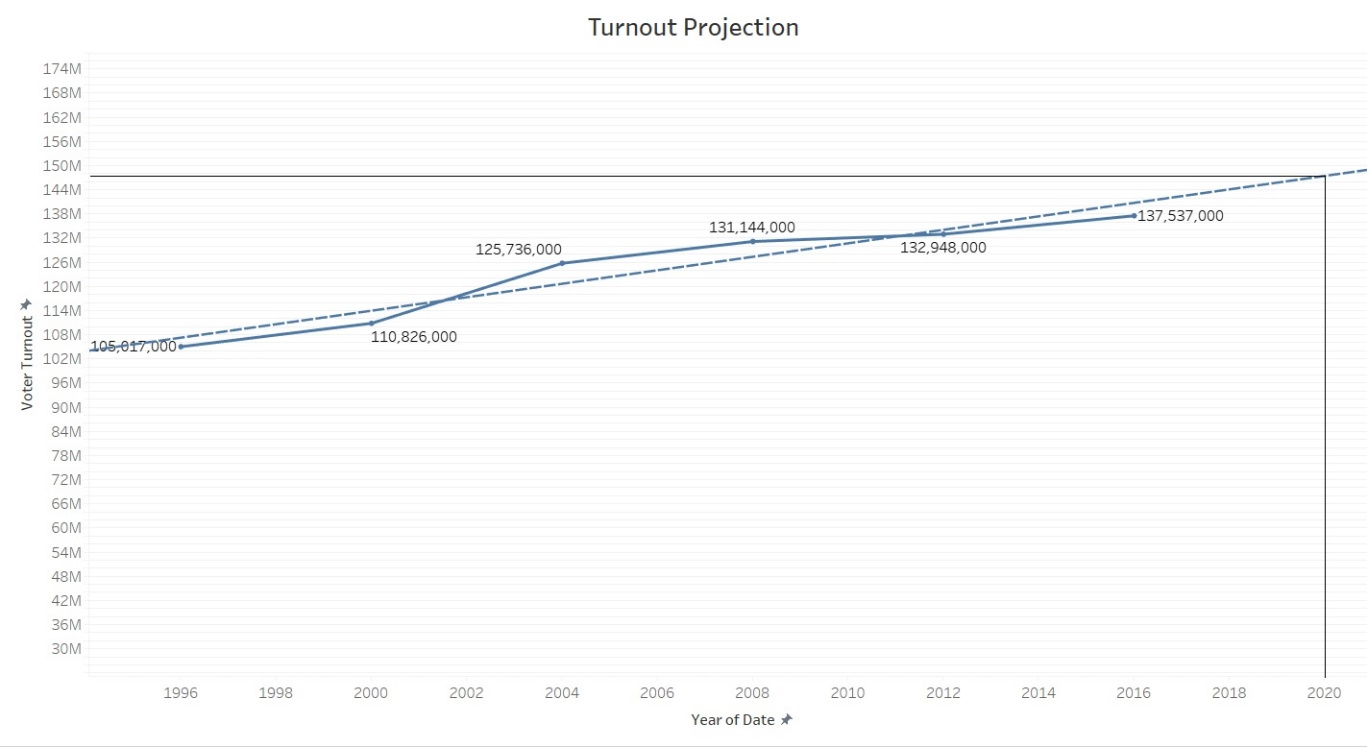 Turnout Projection
174M
168M
162M
156M
150M
144M
138M
132M
126M
120M
114M
108M
102M
96M
90M
84M
78M
72M
66M
60M
54M
48M
42M
36M
30M
Voter Turnout
105,017,000
110,826,000
125,736,000
131,144,000
132,948,000
137,537,000
1996 1998 2000 2002 2004 2006 2008 2010 2012 2014 2016 2018 2020
Year of Date